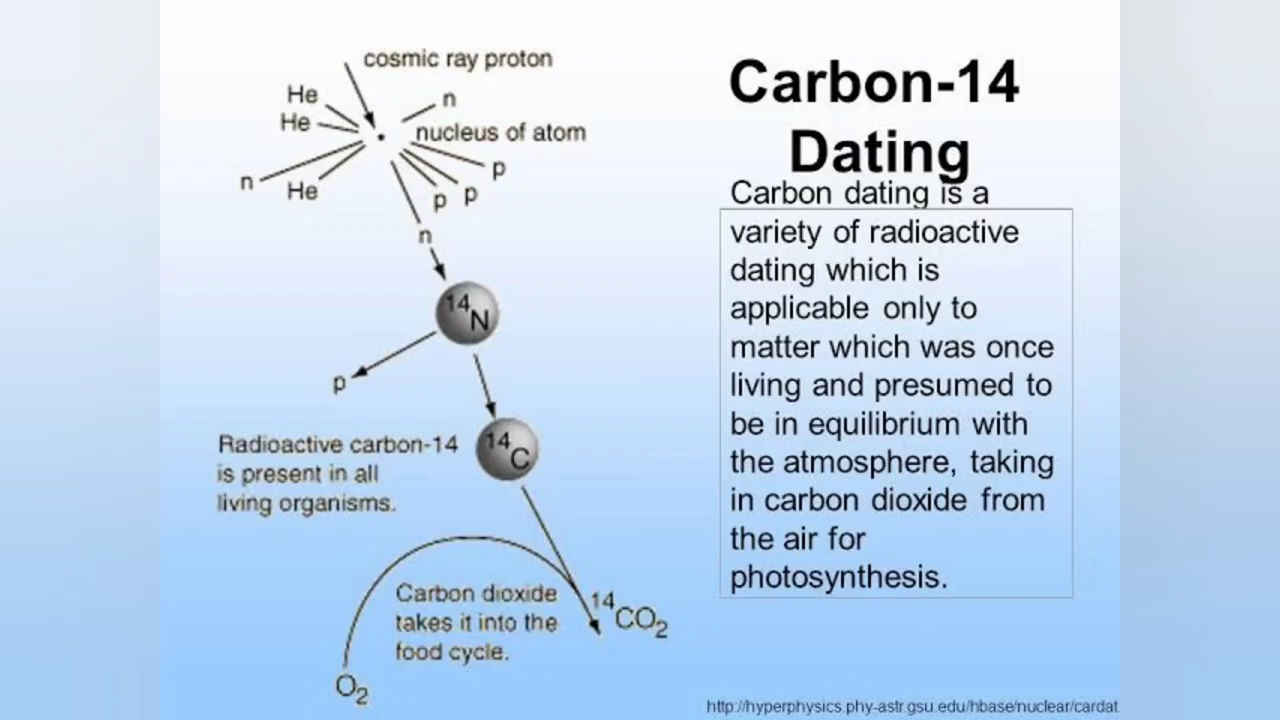 Carbon-14
Dating
Carbon dating is a
variety of radioactive
dating which is
applicable only to
matter which was once
living and presumed to
be in equilibrium with
the atmosphere, taking
in carbon dioxide from
the air for
photosynthesis.
cosmic ray proton
He
n
He
nucleus of atom
n
He
p
p
p
n
14N
p
14C
Radioactive carbon-14
is present in all
living organisms.
Carbon dioxide
takes it into the
food cycle.
14CO2
O2
http://hyperphysics.phy-astr.gsu.edu/hbase/nuclear/cardat